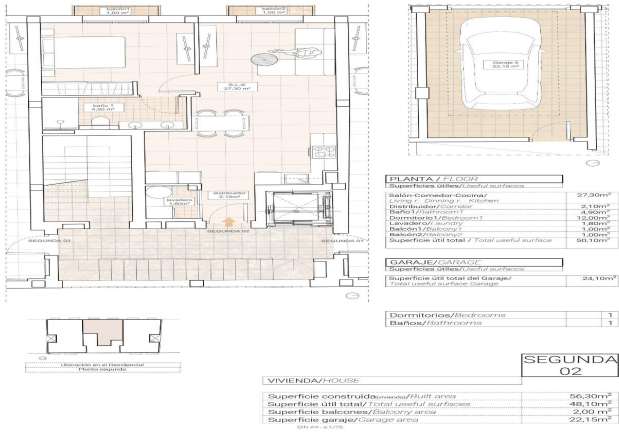 balcón1
1,00 m²
balcón2
1,00 m²
S.L.K
27,30 m²
baño 1
4,90 m²
lavadero
1,80m²
distribuidor
2,10m²
SEGUNDA 03
SEGUNDA 02
SEGUNDA 01
Ubicación en el Residencial
Planta segunda
PLANTA / FLOOR
Superficies útiles/Useful surfaces
Salón-Comedor-Cocina/ 27,30m²
Living r. Dinning r. Kitchen
Distribuidor/Corridor 2,10m²
Baño1/Bathroom1 4,90m²
Dormitorio1/Bedroom1 12,00m²
Lavadero/Laundry 1,80m²
Balcón1/Balcony1 1,00m²
Balcón2/Balcony2 1,00m²
Superficie útil total / Total useful surface 50,10m²
GARAJE/GARAGE
Superficies útiles/Useful surfaces
Superficie útil total del Garaje/ 24,10m²
Total useful surface Garage
Dormitorios/Bedrooms 1
Baños/Bathrooms 1
SEGUNDA
02
VIVIENDA/HOUSE
Superficie construida(vivienda)/Built area 56,30m²
Superficie útil total/Total useful surfaces 48,10m²
Superficie balcones/Balcony area 2,00 m²
Superficie garaje/Garage area 22,15m²
DIN A4 - e:1/75